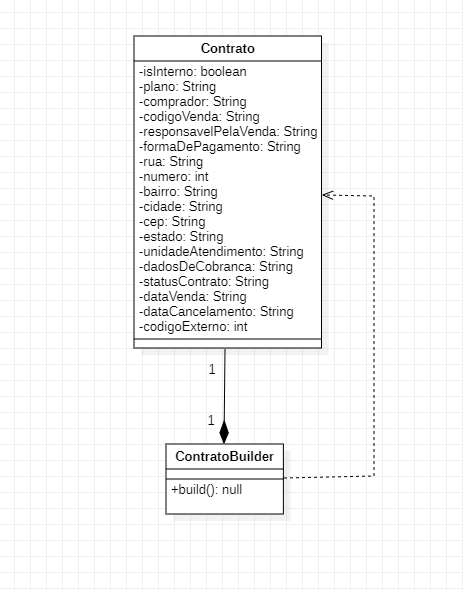 Contrato
-isInterno: boolean
-plano: String
-comprador: String
-codigoVenda: String
-responsavelPelaVenda: String
-formaDePagamento: String
-rua: String
-numero: int
-bairro: String
-cidade: String
-cep: String
-estado: String
-unidadeAtendimento: String
-dadosDeCobranca: String
-statusContrato: String
-dataVenda: String
-dataCancelamento: String
-codigoExterno: int
1
1
ContratoBuilder
+build(): null